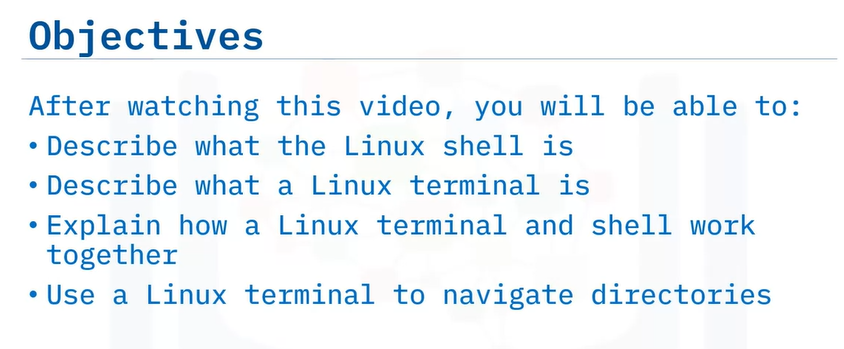 Objectives
After watching this video, you will be able to:
• Describe what the Linux shell is
• Describe what a Linux terminal is
• Explain how a Linux terminal and shell work
together
• Use a Linux terminal to navigate directories